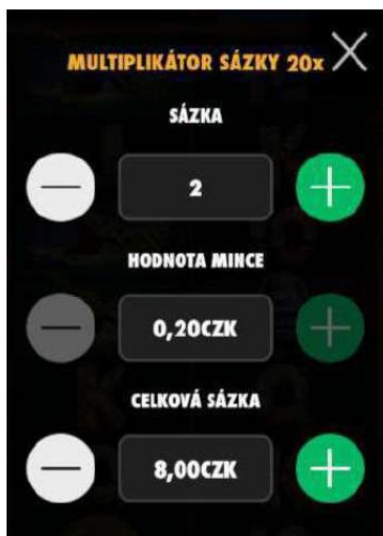 MULTIPLIKÁTOR SÁZKY 20x
SÁZKA
2
HODNOTA MINCE
0,20CZK
CELKOVÁ SÁZKA
8,00CZK